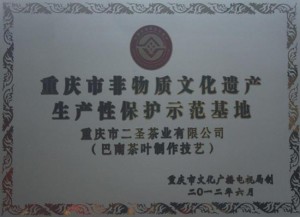 重庆市非物质文化遗产
生产性保护示范基地
重庆市二圣茶业有限公司
(巴南茶叶制作技艺)
重庆市文化广播电视局制
二〇一二年六月